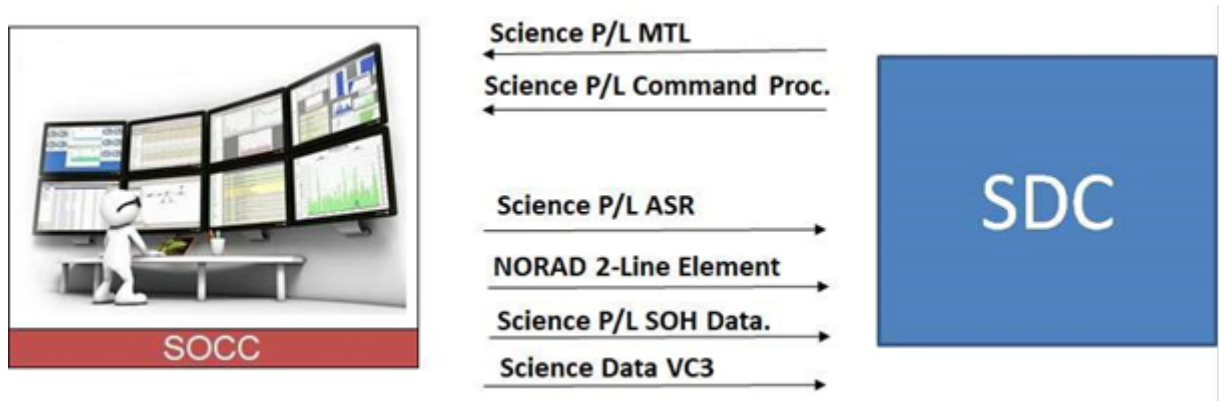 Science P/L MTL
Science P/L Command Proc.
Science P/L ASR
NORAD 2-Line Element
Science P/L SOH Data.
Science Data VC3
SOCC
SDC